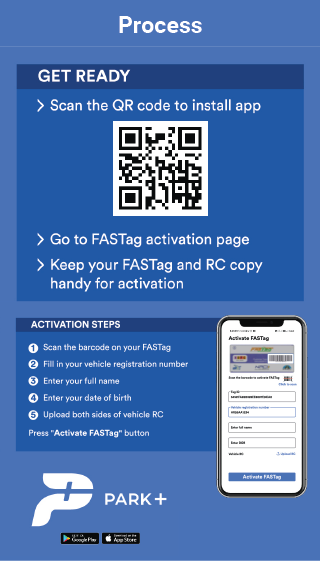 Process
GET READY
Scan the QR code to install app
Go to FASTag activation page
Keep your FASTag and RC copy
handy for activation
ACTIVATION STEPS
1 Scan the barcode on your FASTag
2 Fill in your vehicle registration number
3 Enter your full name
4 Enter your date of birth
5 Upload both sides of vehicle RC
Press "Activate FASTag" button
Activate FASTag
Scan the barcode to activate FASTag
Click to scan
Tag ID
Vehicle registration number
Enter full name
Enter DOB
Vehicle RC
Upload RC
Activate FASTag
PARK+
GET IT ON
Google Play
Download on the
App Store